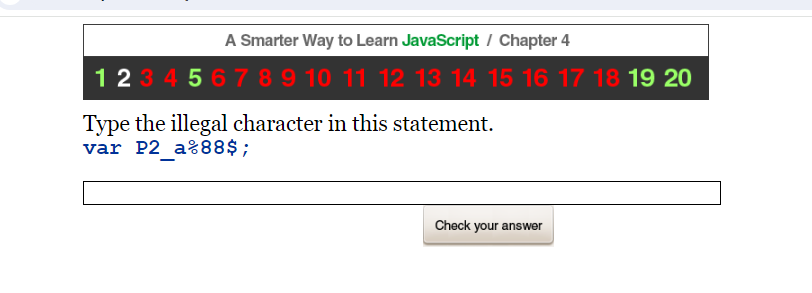 A Smarter Way to Learn JavaScript / Chapter 4
1 2 3 4 5 6 7 8 9 10 11 12 13 14 15 16 17 18 19 20
Type the illegal character in this statement.
var P2_a%88$;
Check your answer